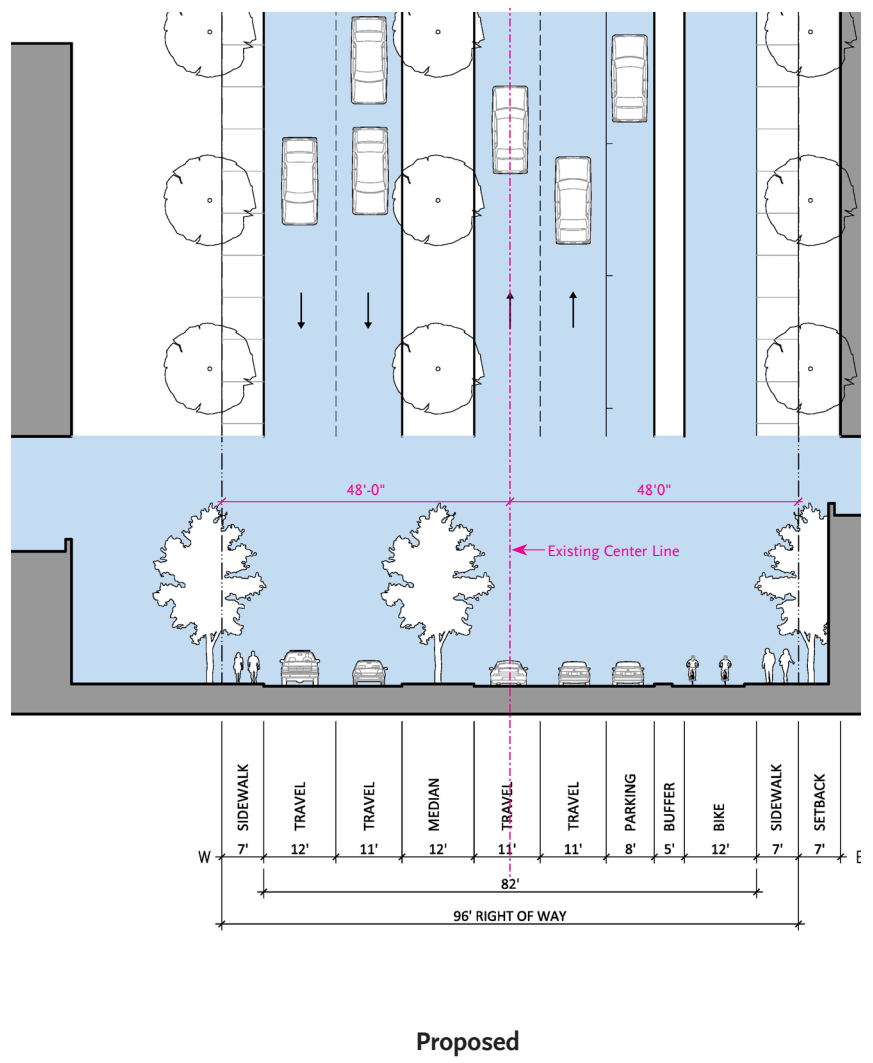 48'-0"
48'0"
Existing Center Line
SIDEWALK
TRAVEL
TRAVEL
MEDIAN
TRAVEL
TRAVEL
PARKING
BUFFER
BIKE
SIDEWALK
SETBACK
W 7' 12' 11' 12' 11' 11' 8' 5' 12' 7' 7' E
82'
96' RIGHT OF WAY
Proposed